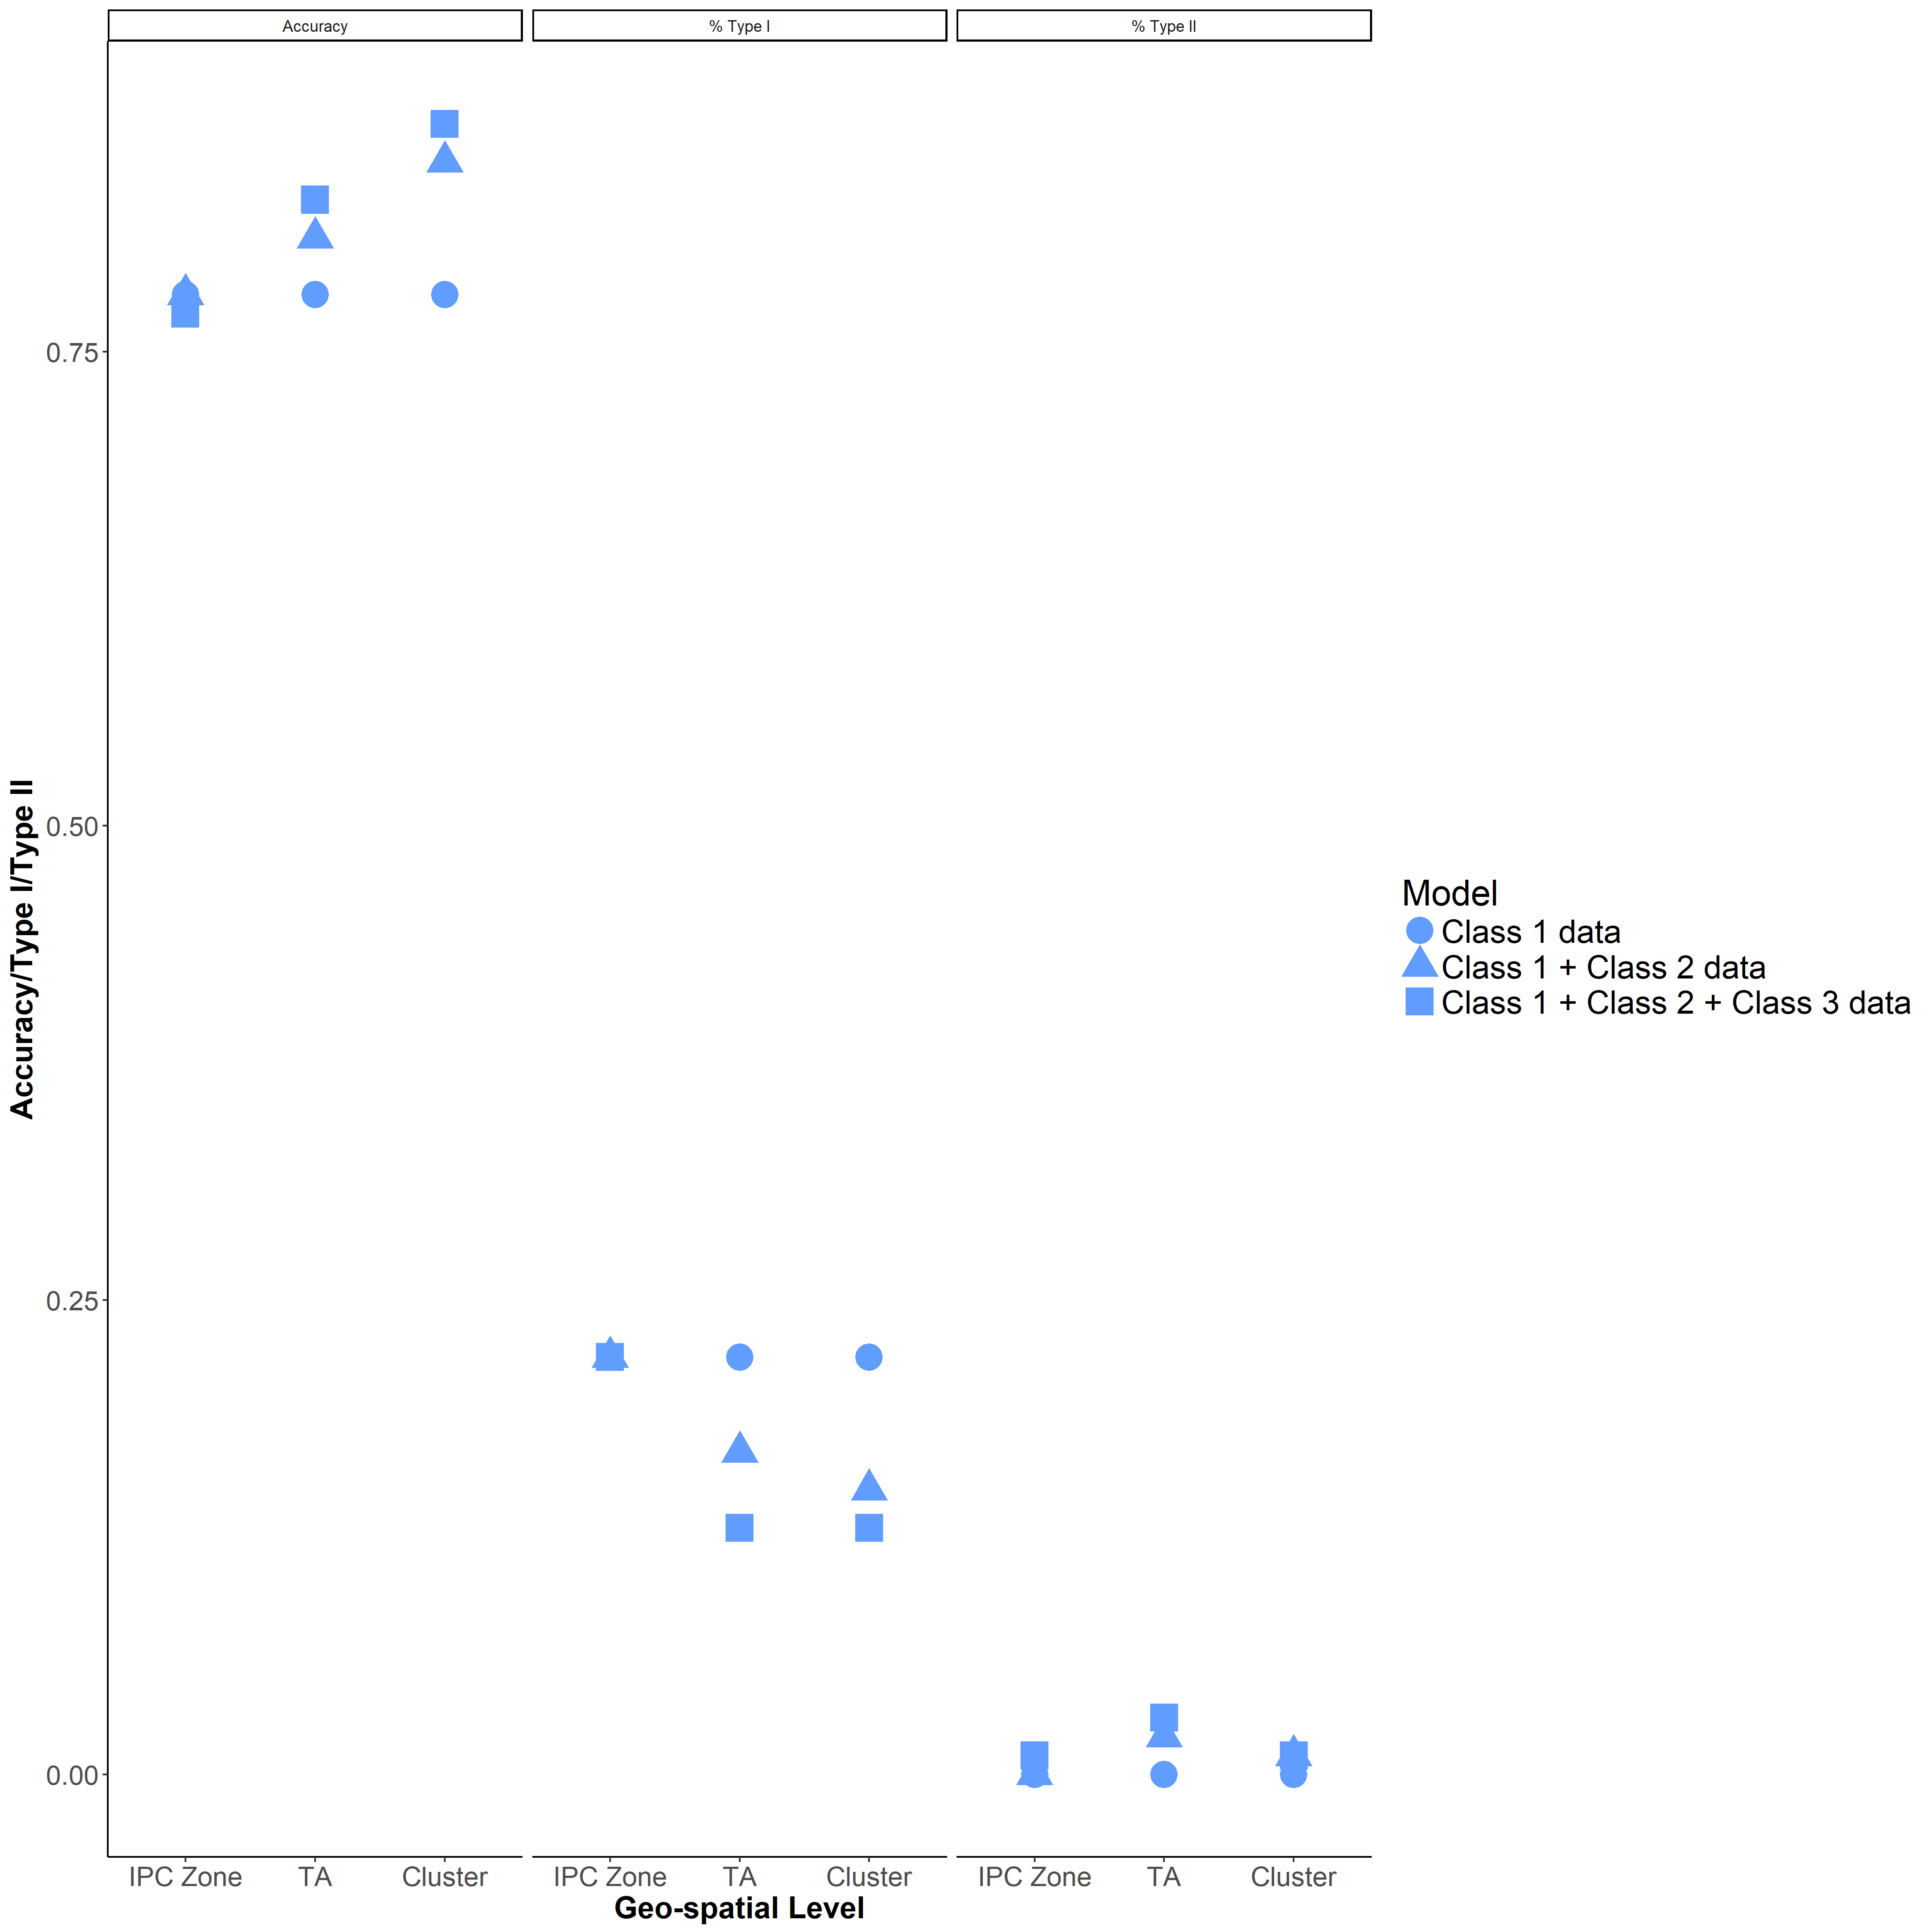 Accuracy
% Type I
% Type II
Accuracy/Type I/Type II
0.75
0.50
0.25
0.00
IPC Zone TA Cluster
IPC Zone TA Cluster
IPC Zone TA Cluster
Geo-spatial Level
Model
Class 1 data
Class 1 + Class 2 data
Class 1 + Class 2 + Class 3 data